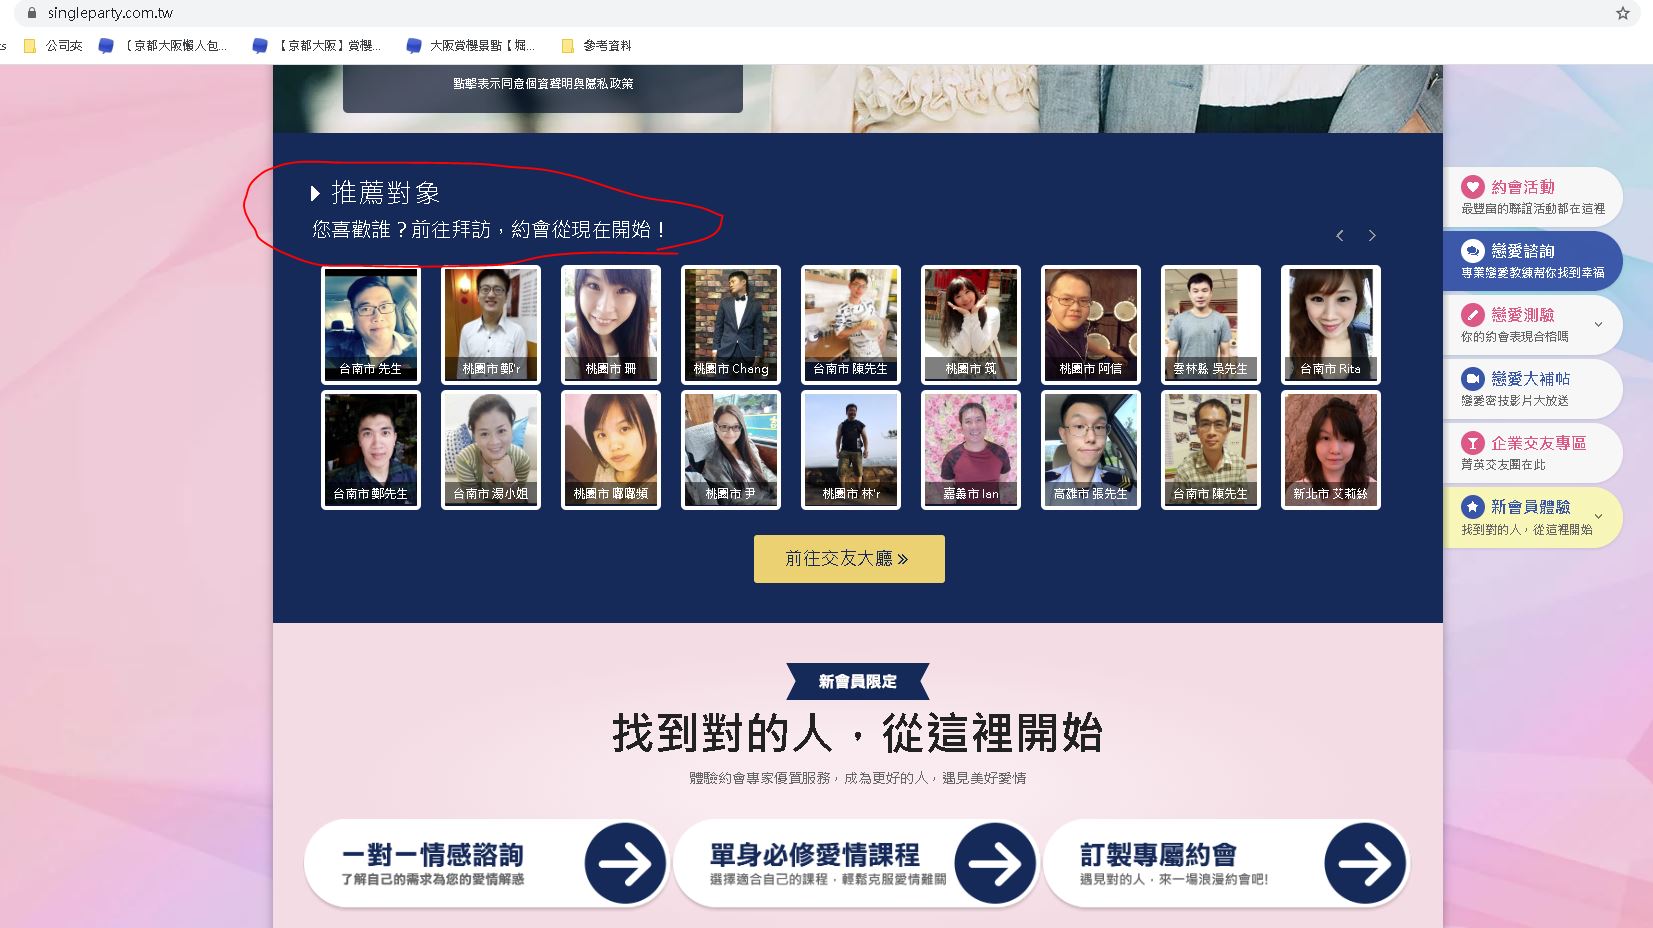 singleparty.com.tw
公司夾
〔京都大阪懶人包...
【京都大阪】賞櫻...
大阪賞櫻景點【堀...
參考資料
點擊表示同意個資聲明與隱私政策
推薦對象
您喜歡誰？前往拜訪，約會從現在開始！
台南市 先生
桃園市 鄭'r
桃園市 珊
桃園市 Chang
台南市 陳先生
桃園市 筑
桃園市 阿信
雲林縣 吳先生
台南市 Rita
台南市 鄭先生
台南市 湯小姐
桃園市 嘟嘟頻
桃園市 尹
桃園市 林'r
嘉義市 Ian
高雄市 張先生
台南市 陳先生
新北市 艾莉絲
前往交友大廳 »
約會活動
最豐富的聯誼活動都在這裡
戀愛諮詢
專業戀愛教練幫你找到幸福
戀愛測驗
你的約會表現合格嗎
戀愛大補帖
戀愛密技影片大放送
企業交友專區
菁英交友團在此
新會員體驗
找到對的人，從這裡開始
新會員限定
找到對的人，從這裡開始
體驗約會專家優質服務，成為更好的人，遇見美好愛情
一對一情感諮詢
了解自己的需求為您的愛情解惑
單身必修愛情課程
選擇適合自己的課程，輕鬆克服愛情難關
訂製專屬約會
遇見對的人，來一場浪漫約會吧!